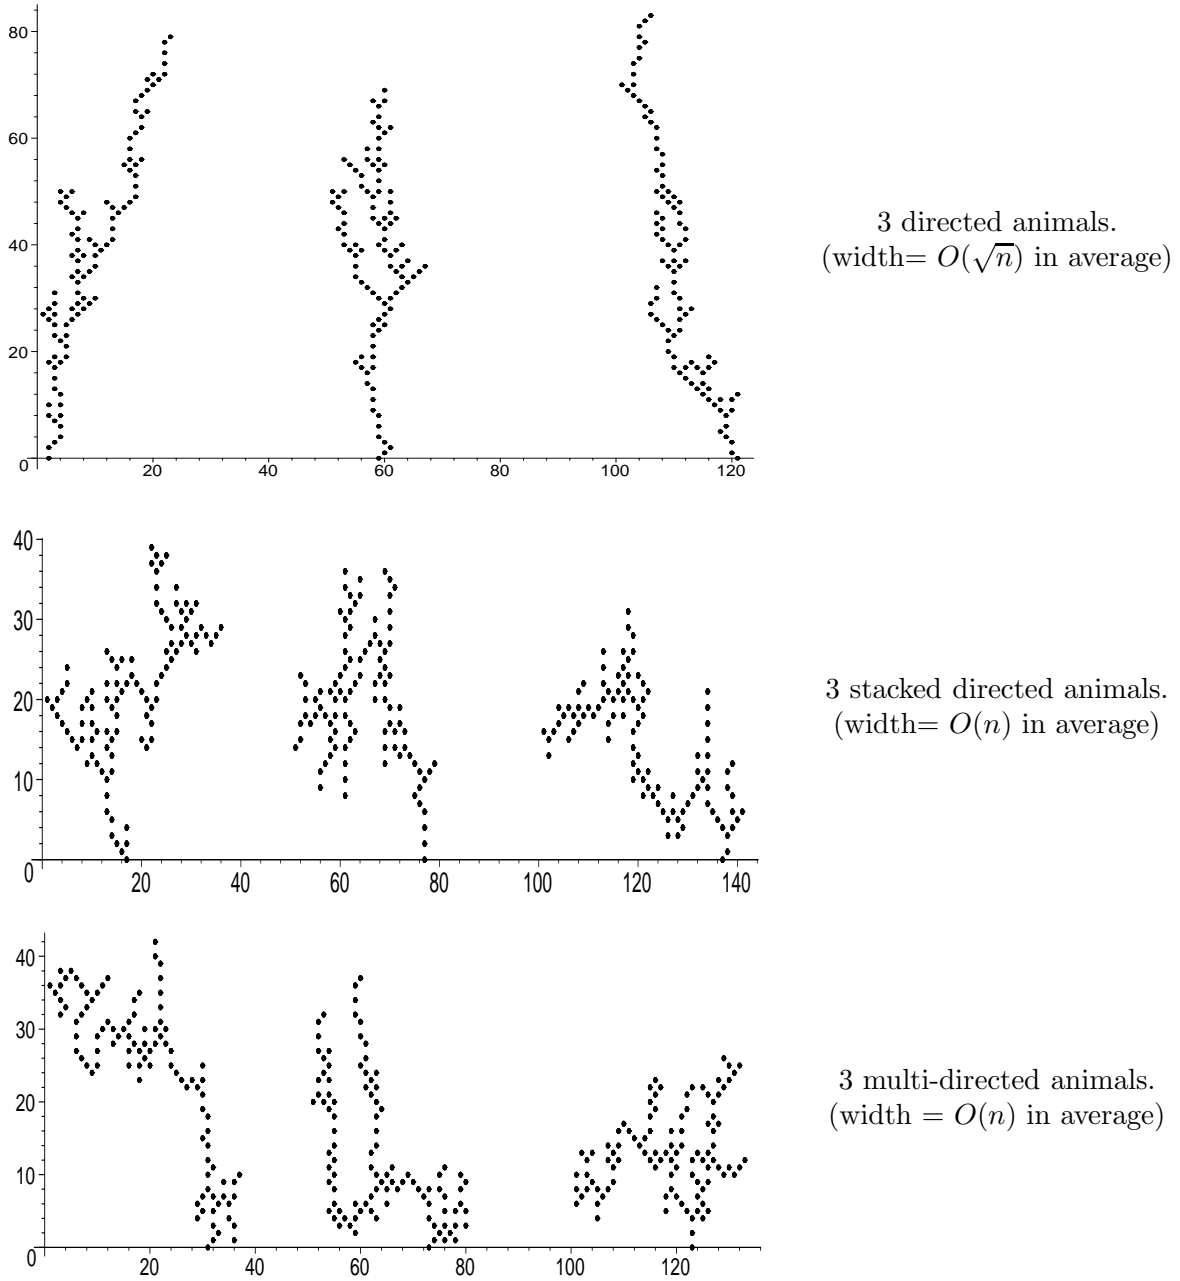 80
60
40
20
0
20 40 60 80 100 120
3 directed animals.
(width= O(√n) in average)
40
30
20
10
0
20 40 60 80 100 120 140
3 stacked directed animals.
(width= O(n) in average)
40
30
20
10
0
20 40 60 80 100 120
3 multi-directed animals.
(width = O(n) in average)